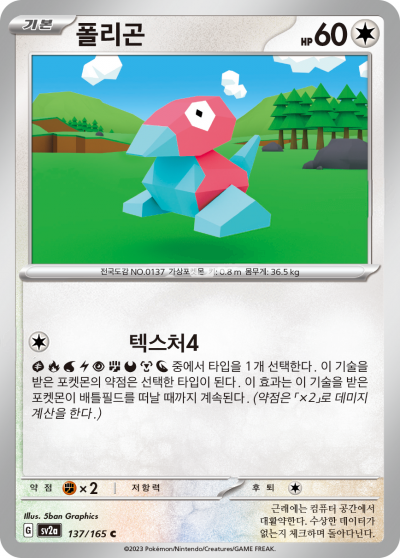 기본 폴리곤 HP 60
전국도감 NO.0137 가상포켓몬 키: 0.8 m 몸무게: 36.5 kg
텍스처4
중에서 타입을 1개 선택한다. 이 기술을
받은 포켓몬의 약점은 선택한 타입이 된다. 이 효과는 이 기술을 받은
포켓몬이 배틀필드를 떠날 때까지 계속된다. (약점은 「×2」로 데미지
계산을 한다.)
약점 ×2 저항력 후퇴
Illus. 5ban Graphics
G sv2a 137/165 C
근래에는 컴퓨터 공간에서
대활약한다. 수상한 데이터가
없는지 체크하며 돌아다닌다.
©2023 Pokémon/Nintendo/Creatures/GAME FREAK.